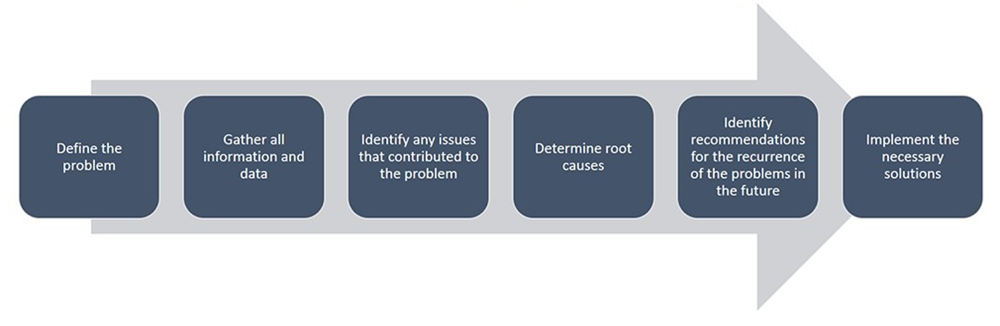 Define the
problem
Gather all
information and
data
Identify any issues
that contributed to
the problem
Determine root
causes
Identify
recommendations
for the recurrence
of the problems in
the future
Implement the
necessary
solutions